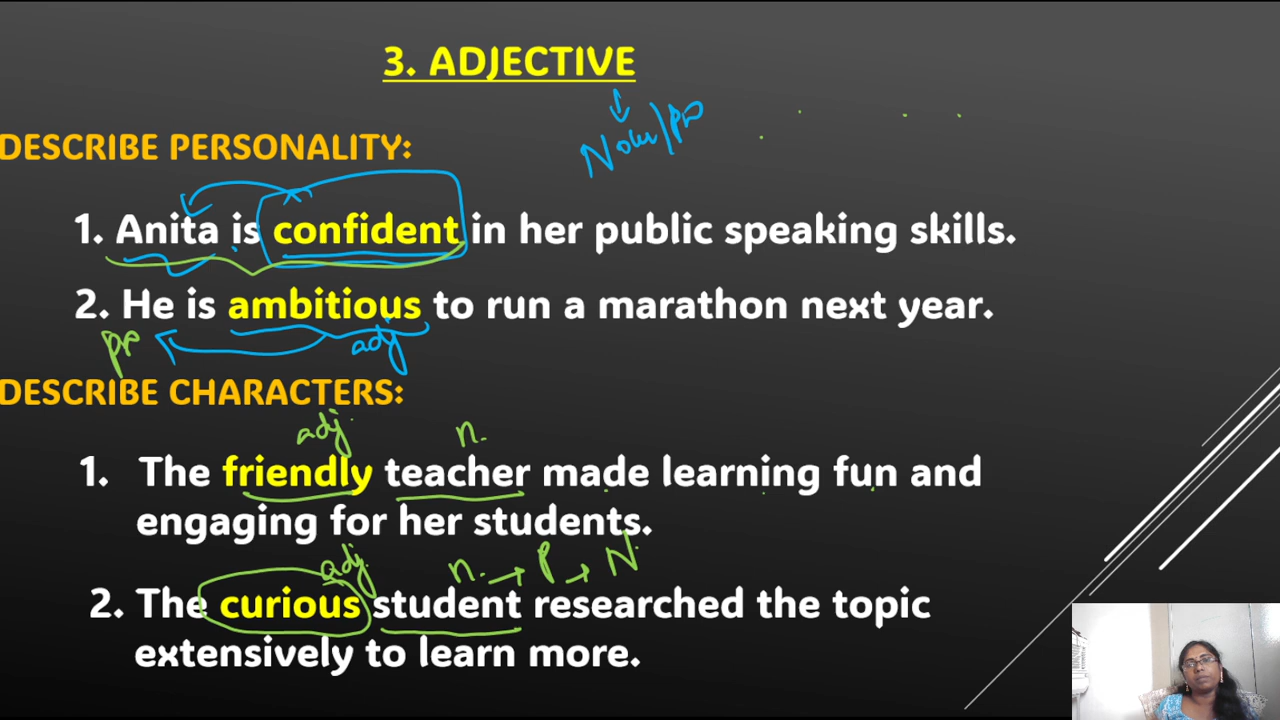 3. ADJECTIVE
Noun/pro
DESCRIBE PERSONALITY:
1. Anita is confident in her public speaking skills.
2. He is ambitious to run a marathon next year.
pr adj
DESCRIBE CHARACTERS:
adj. n.
1. The friendly teacher made learning fun and
engaging for her students.
adj. n. → P → N.
2. The curious student researched the topic
extensively to learn more.